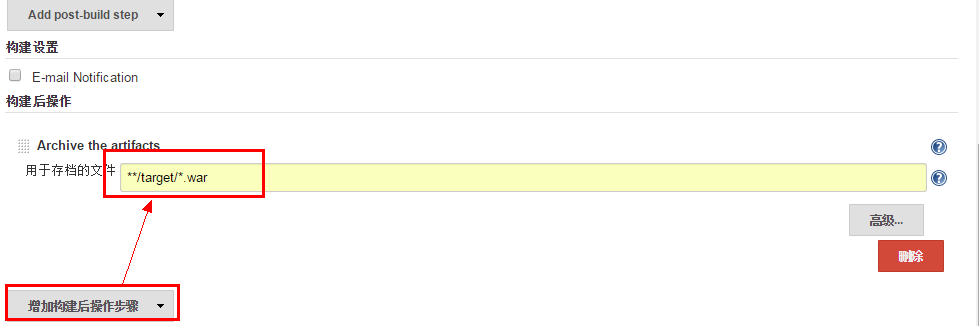 Add post-build step
构建设置
E-mail Notification
构建后操作
Archive the artifacts
用于存档的文件 **/target/*.war
高级...
删除
增加构建后操作步骤